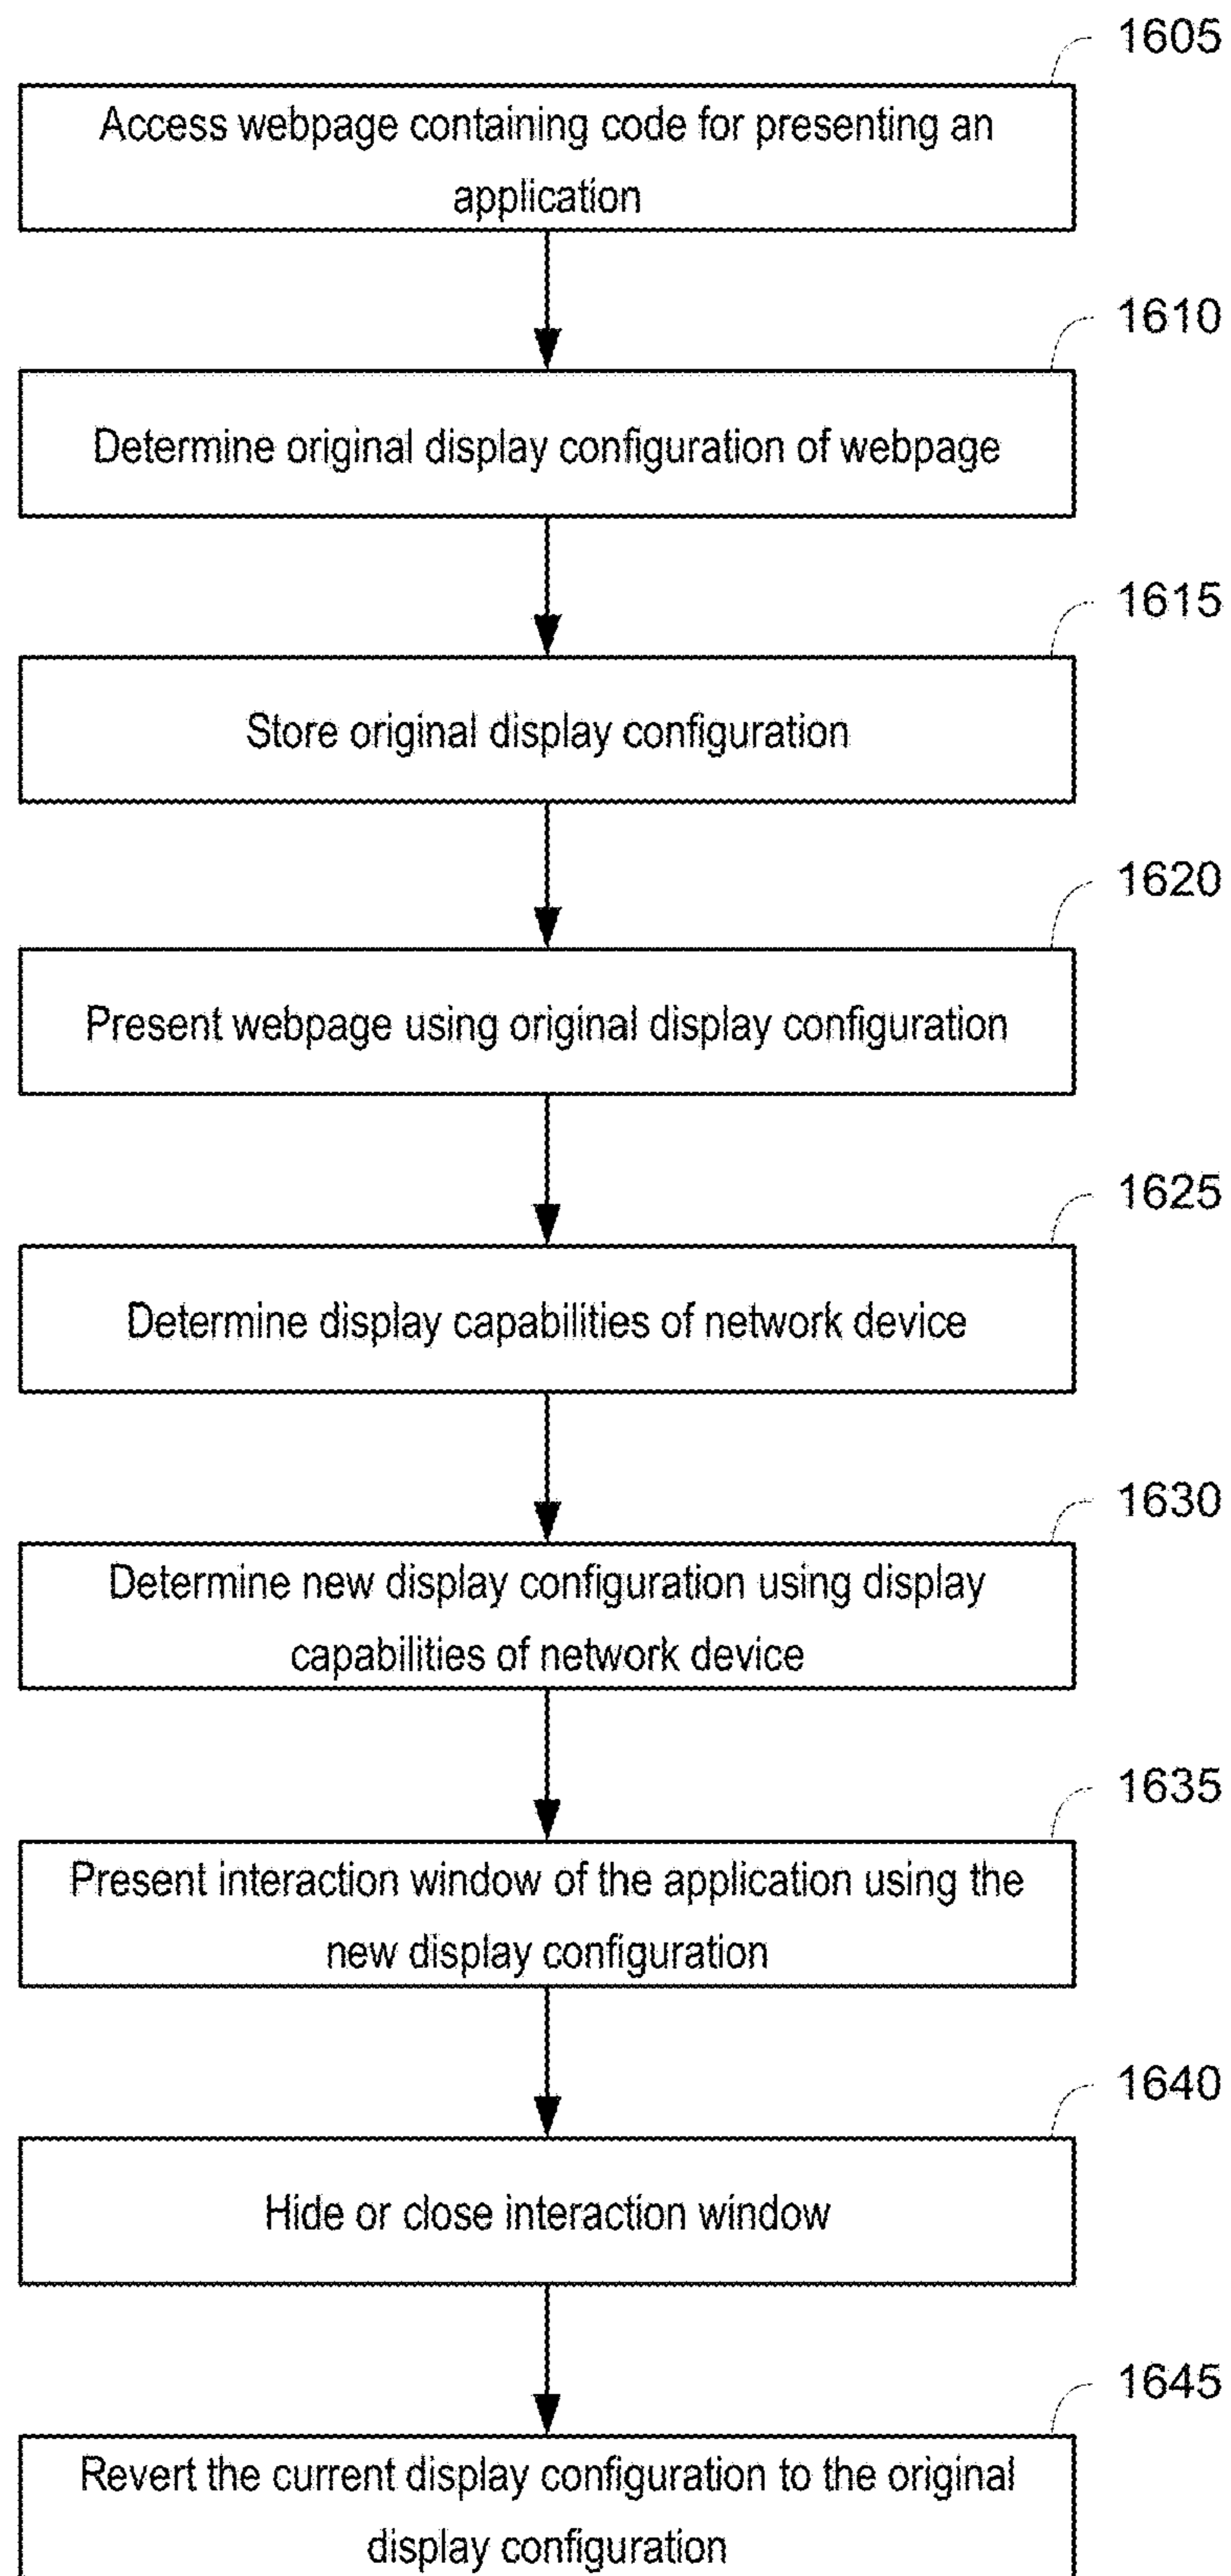 1605
Access webpage containing code for presenting an
application
1610
Determine original display configuration of webpage
1615
Store original display configuration
1620
Present webpage using original display configuration
1625
Determine display capabilities of network device
1630
Determine new display configuration using display
capabilities of network device
1635
Present interaction window of the application using the
new display configuration
1640
Hide or close interaction window
1645
Revert the current display configuration to the original
display configuration